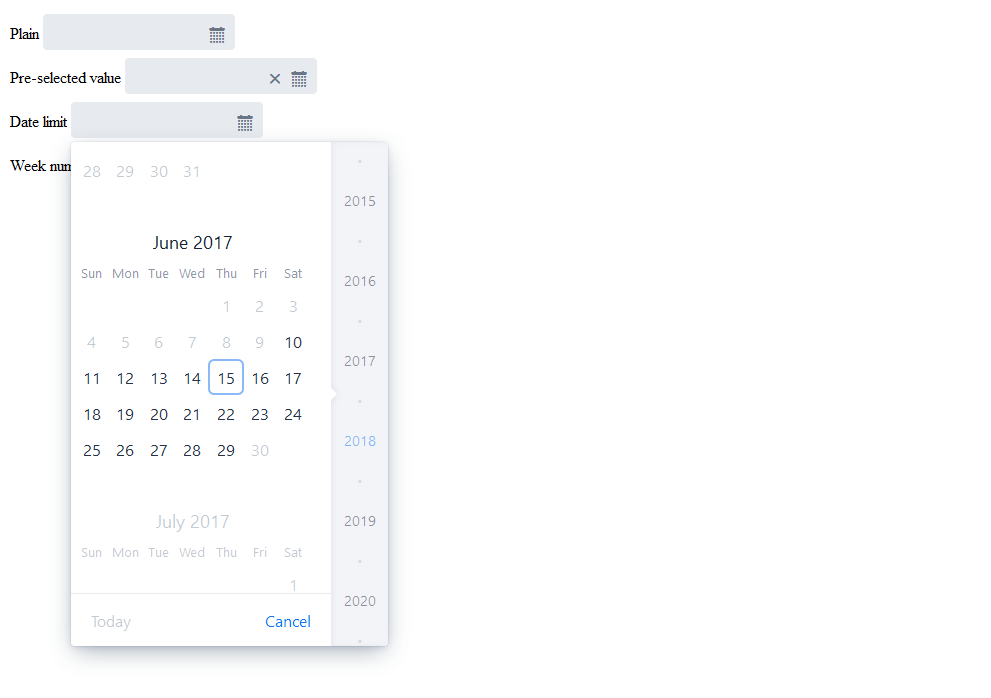 Plain
Pre-selected value
Date limit
Week num
28 29 30 31
June 2017
Sun Mon Tue Wed Thu Fri Sat
1 2 3
4 5 6 7 8 9 10
11 12 13 14 15 16 17
18 19 20 21 22 23 24
25 26 27 28 29 30
July 2017
Sun Mon Tue Wed Thu Fri Sat
1
Today Cancel
2015
2016
2017
2018
2019
2020